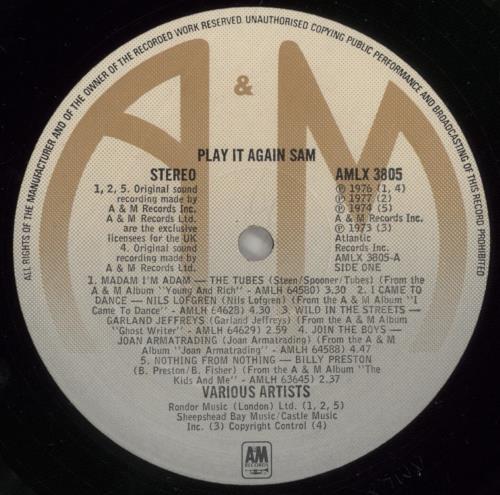 ALL RIGHTS OF THE MANUFACTURER AND OF THE OWNER OF THE RECORDED WORK RESERVED. UNAUTHORISED COPYING PUBLIC PERFORMANCE AND BROADCASTING OF THIS RECORD PROHIBITED
A & M
PLAY IT AGAIN SAM
STEREO
1, 2, 5. Original sound
recording made by
A & M Records Inc.
A & M Records Ltd.
are the exclusive
licensees for the UK
4. Original sound
recording made by
A & M Records Ltd.
AMLX 3805
℗ 1976 (1, 4)
℗ 1977 (2)
℗ 1974 (5)
A & M Records Inc.
℗ 1973 (3)
Atlantic
Records Inc.
AMLX 3805-A
SIDE ONE
1. MADAM I'M ADAM — THE TUBES (Steen/Spooner/Tubes) (From the
A & M Album "Young And Rich" - AMLH 64580) 3.30 2. I CAME TO
DANCE — NILS LOFGREN (Nils Lofgren) (From the A & M Album "I
Came To Dance" - AMLH 64628) 4.30 3. WILD IN THE STREETS —
GARLAND JEFFREYS (Garland Jeffreys) (From the A & M Album
"Ghost Writer" - AMLH 64629) 2.59 4. JOIN THE BOYS —
JOAN ARMATRADING (Joan Armatrading) (From the A & M
Album "Joan Armatrading" - AMLH 64588) 4.47
5. NOTHING FROM NOTHING — BILLY PRESTON
(B. Preston/B. Fisher) (From the A & M Album "The
Kids And Me" - AMLH 63645) 2.37
VARIOUS ARTISTS
Rondor Music (London) Ltd. (1, 2, 5)
Sheepshead Bay Music/Castle Music
Inc. (3) Copyright Control (4)
A&M
RECORDS